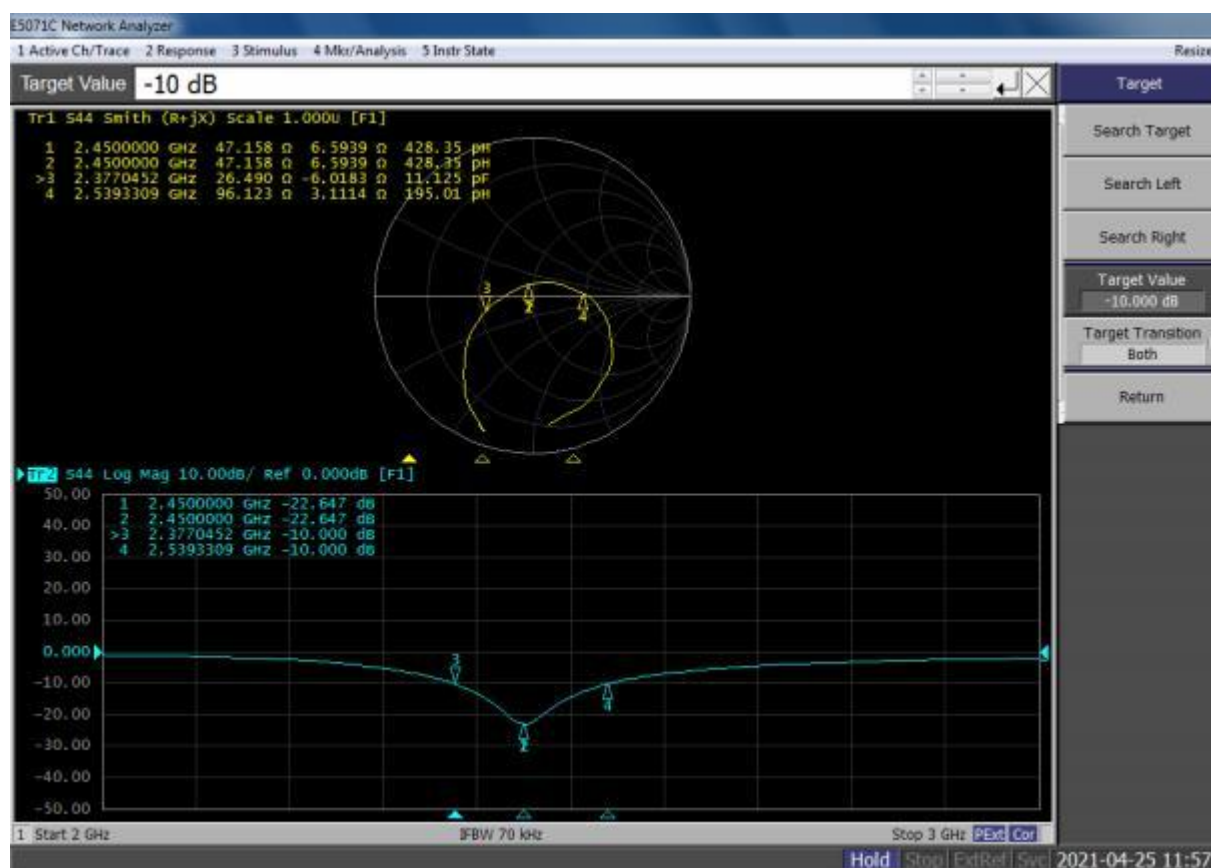 E5071C Network Analyzer
1 Active Ch/Trace 2 Response 3 Stimulus 4 Mkr/Analysis 5 Instr State Resize
Target Value -10 dB
Target
Tr1 S44 Smith (R+jX) Scale 1.000U [F1]
1 2.4500000 GHz 47.158 Ω 6.5939 Ω 428.35 pH
2 2.4500000 GHz 47.158 Ω 6.5939 Ω 428.35 pH
>3 2.3770452 GHz 26.490 Ω -6.0183 Ω 11.125 pF
4 2.5393309 GHz 96.123 Ω 3.1114 Ω 195.01 pH
Search Target
Search Left
Search Right
Target Value
-10.000 dB
Target Transition
Both
Return
3
2
4
Tr2 S44 Log Mag 10.00dB/ Ref 0.000dB [F1]
1 2.4500000 GHz -22.647 dB
2 2.4500000 GHz -22.647 dB
>3 2.3770452 GHz -10.000 dB
4 2.5393309 GHz -10.000 dB
50.00
40.00
30.00
20.00
10.00
0.000
-10.00
-20.00
-30.00
-40.00
-50.00
3
4
2
1 Start 2 GHz IFBW 70 kHz Stop 3 GHz PExt Cor
Hold Stop ExtRef Svc 2021-04-25 11:57